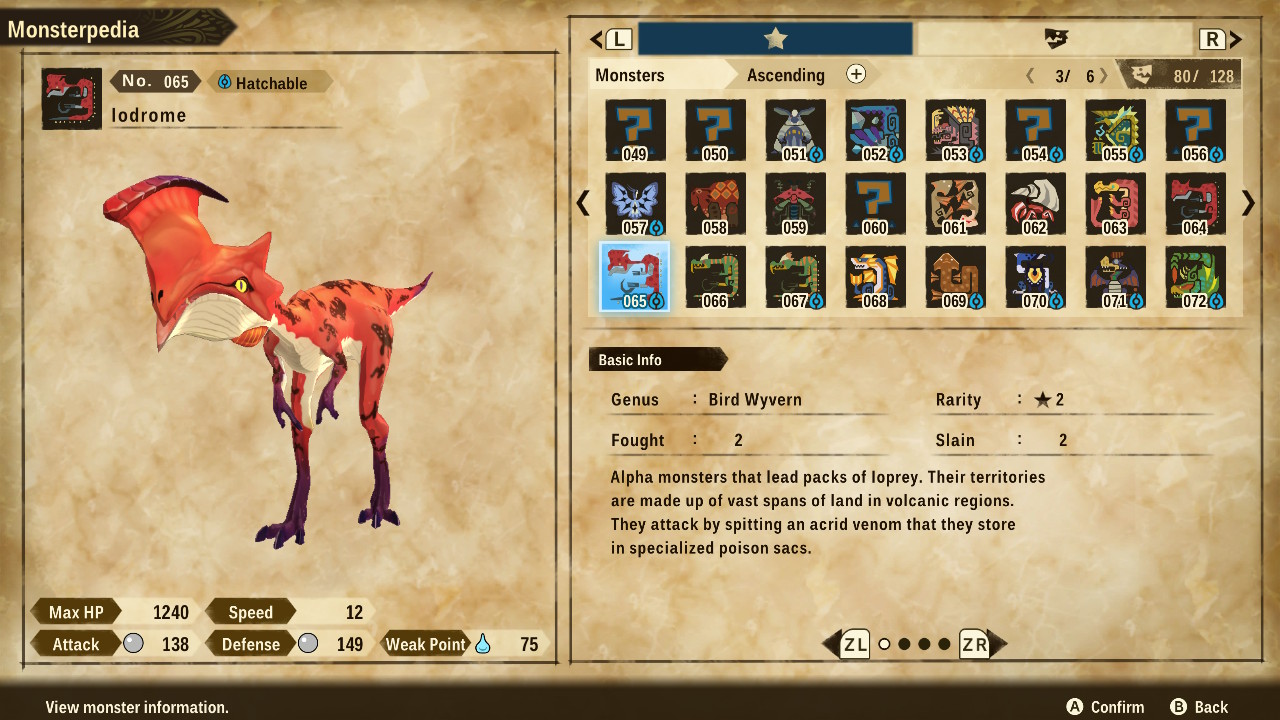 Monsterpedia
No. 065
Hatchable
Iodrome
Max HP 1240
Speed 12
Attack 138
Defense 149
Weak Point 75
L
R
Monsters
Ascending
3/ 6
80/ 128
049 050 051 052 053 054 055 056
057 058 059 060 061 062 063 064
065 066 067 068 069 070 071 072
Basic Info
Genus : Bird Wyvern
Rarity : ★2
Fought : 2
Slain : 2
Alpha monsters that lead packs of Ioprey. Their territories
are made up of vast spans of land in volcanic regions.
They attack by spitting an acrid venom that they store
in specialized poison sacs.
ZL ZR
View monster information.
A Confirm
B Back